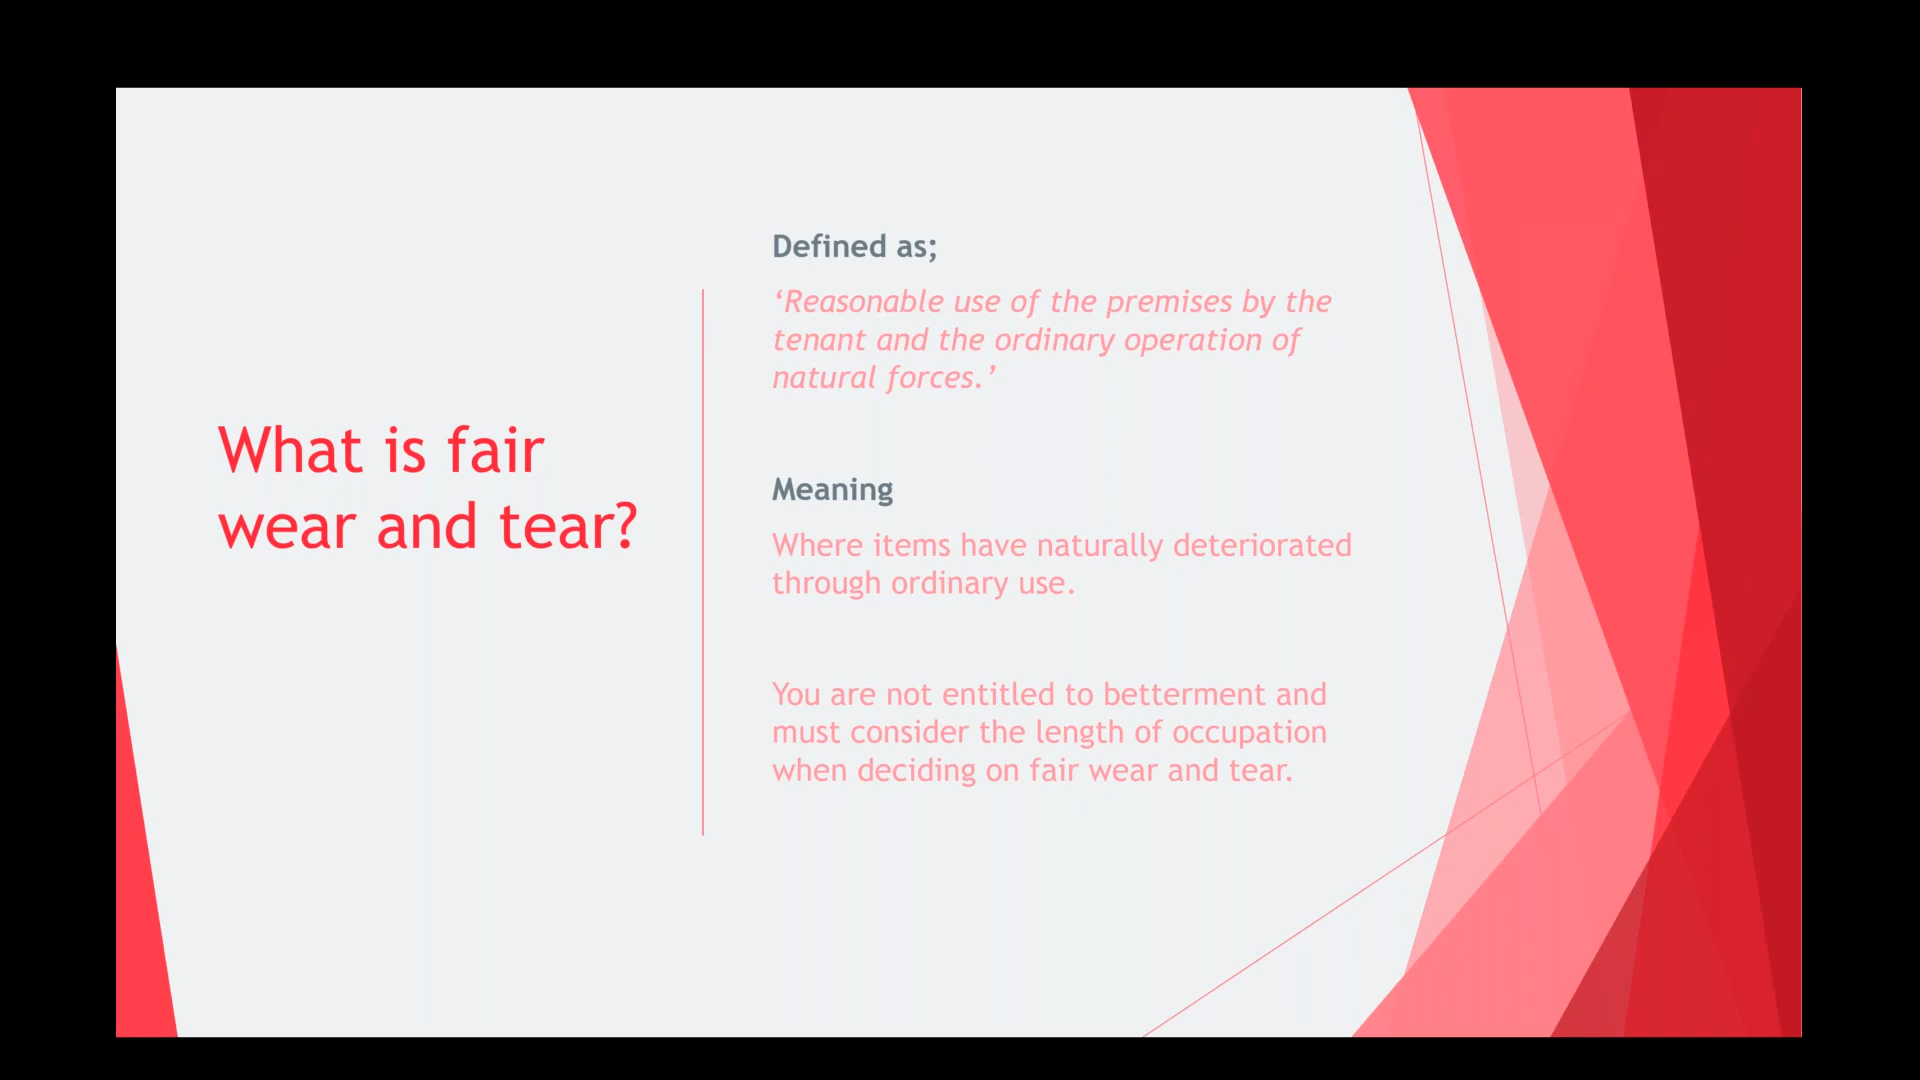 What is fair
wear and tear?
Defined as;
‘Reasonable use of the premises by the
tenant and the ordinary operation of
natural forces.’
Meaning
Where items have naturally deteriorated
through ordinary use.
You are not entitled to betterment and
must consider the length of occupation
when deciding on fair wear and tear.